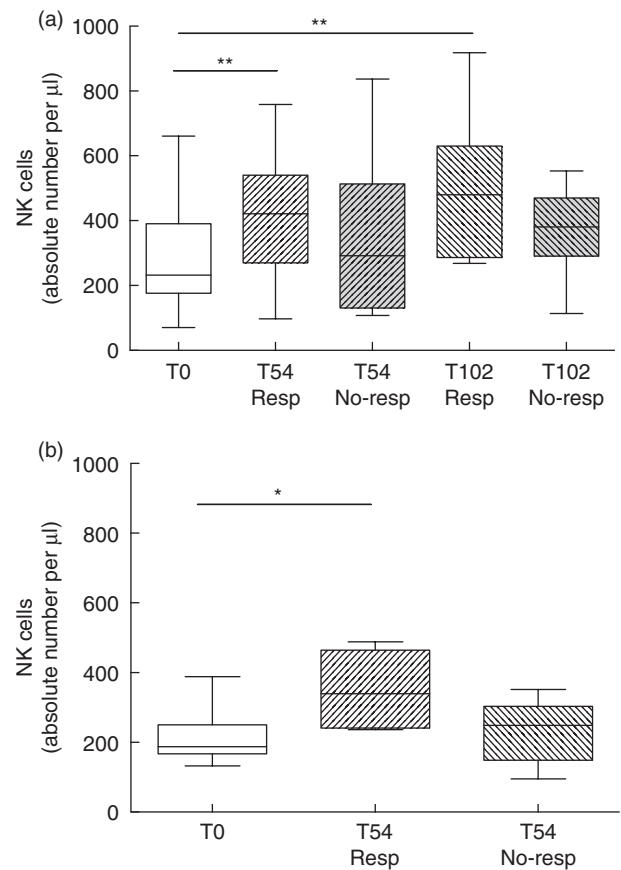 (a)
**
**
NK cells
(absolute number per μl)
1000
800
600
400
200
0
T0 T54 T54 T102 T102
Resp No-resp Resp No-resp
(b)
*
NK cells
(absolute number per μl)
1000
800
600
400
200
0
T0 T54 T54
Resp No-resp